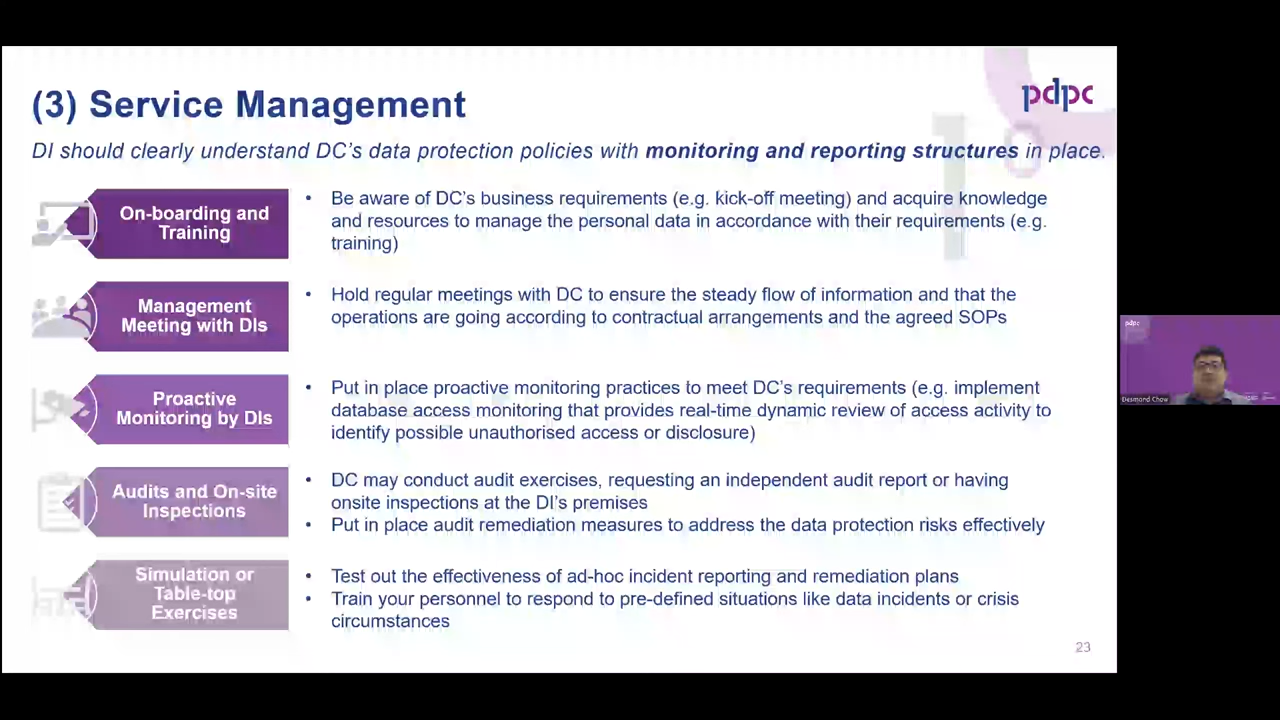 pdpc
(3) Service Management
DI should clearly understand DC's data protection policies with monitoring and reporting structures in place.
On-boarding and
Training
• Be aware of DC's business requirements (e.g. kick-off meeting) and acquire knowledge
and resources to manage the personal data in accordance with their requirements (e.g.
training)
Management
Meeting with DIs
• Hold regular meetings with DC to ensure the steady flow of information and that the
operations are going according to contractual arrangements and the agreed SOPs
Proactive
Monitoring by DIs
• Put in place proactive monitoring practices to meet DC's requirements (e.g. implement
database access monitoring that provides real-time dynamic review of access activity to
identify possible unauthorised access or disclosure)
Audits and On-site
Inspections
• DC may conduct audit exercises, requesting an independent audit report or having
onsite inspections at the DI's premises
• Put in place audit remediation measures to address the data protection risks effectively
Simulation or
Table-top
Exercises
• Test out the effectiveness of ad-hoc incident reporting and remediation plans
• Train your personnel to respond to pre-defined situations like data incidents or crisis
circumstances
23
pdpc
Desmond Chow